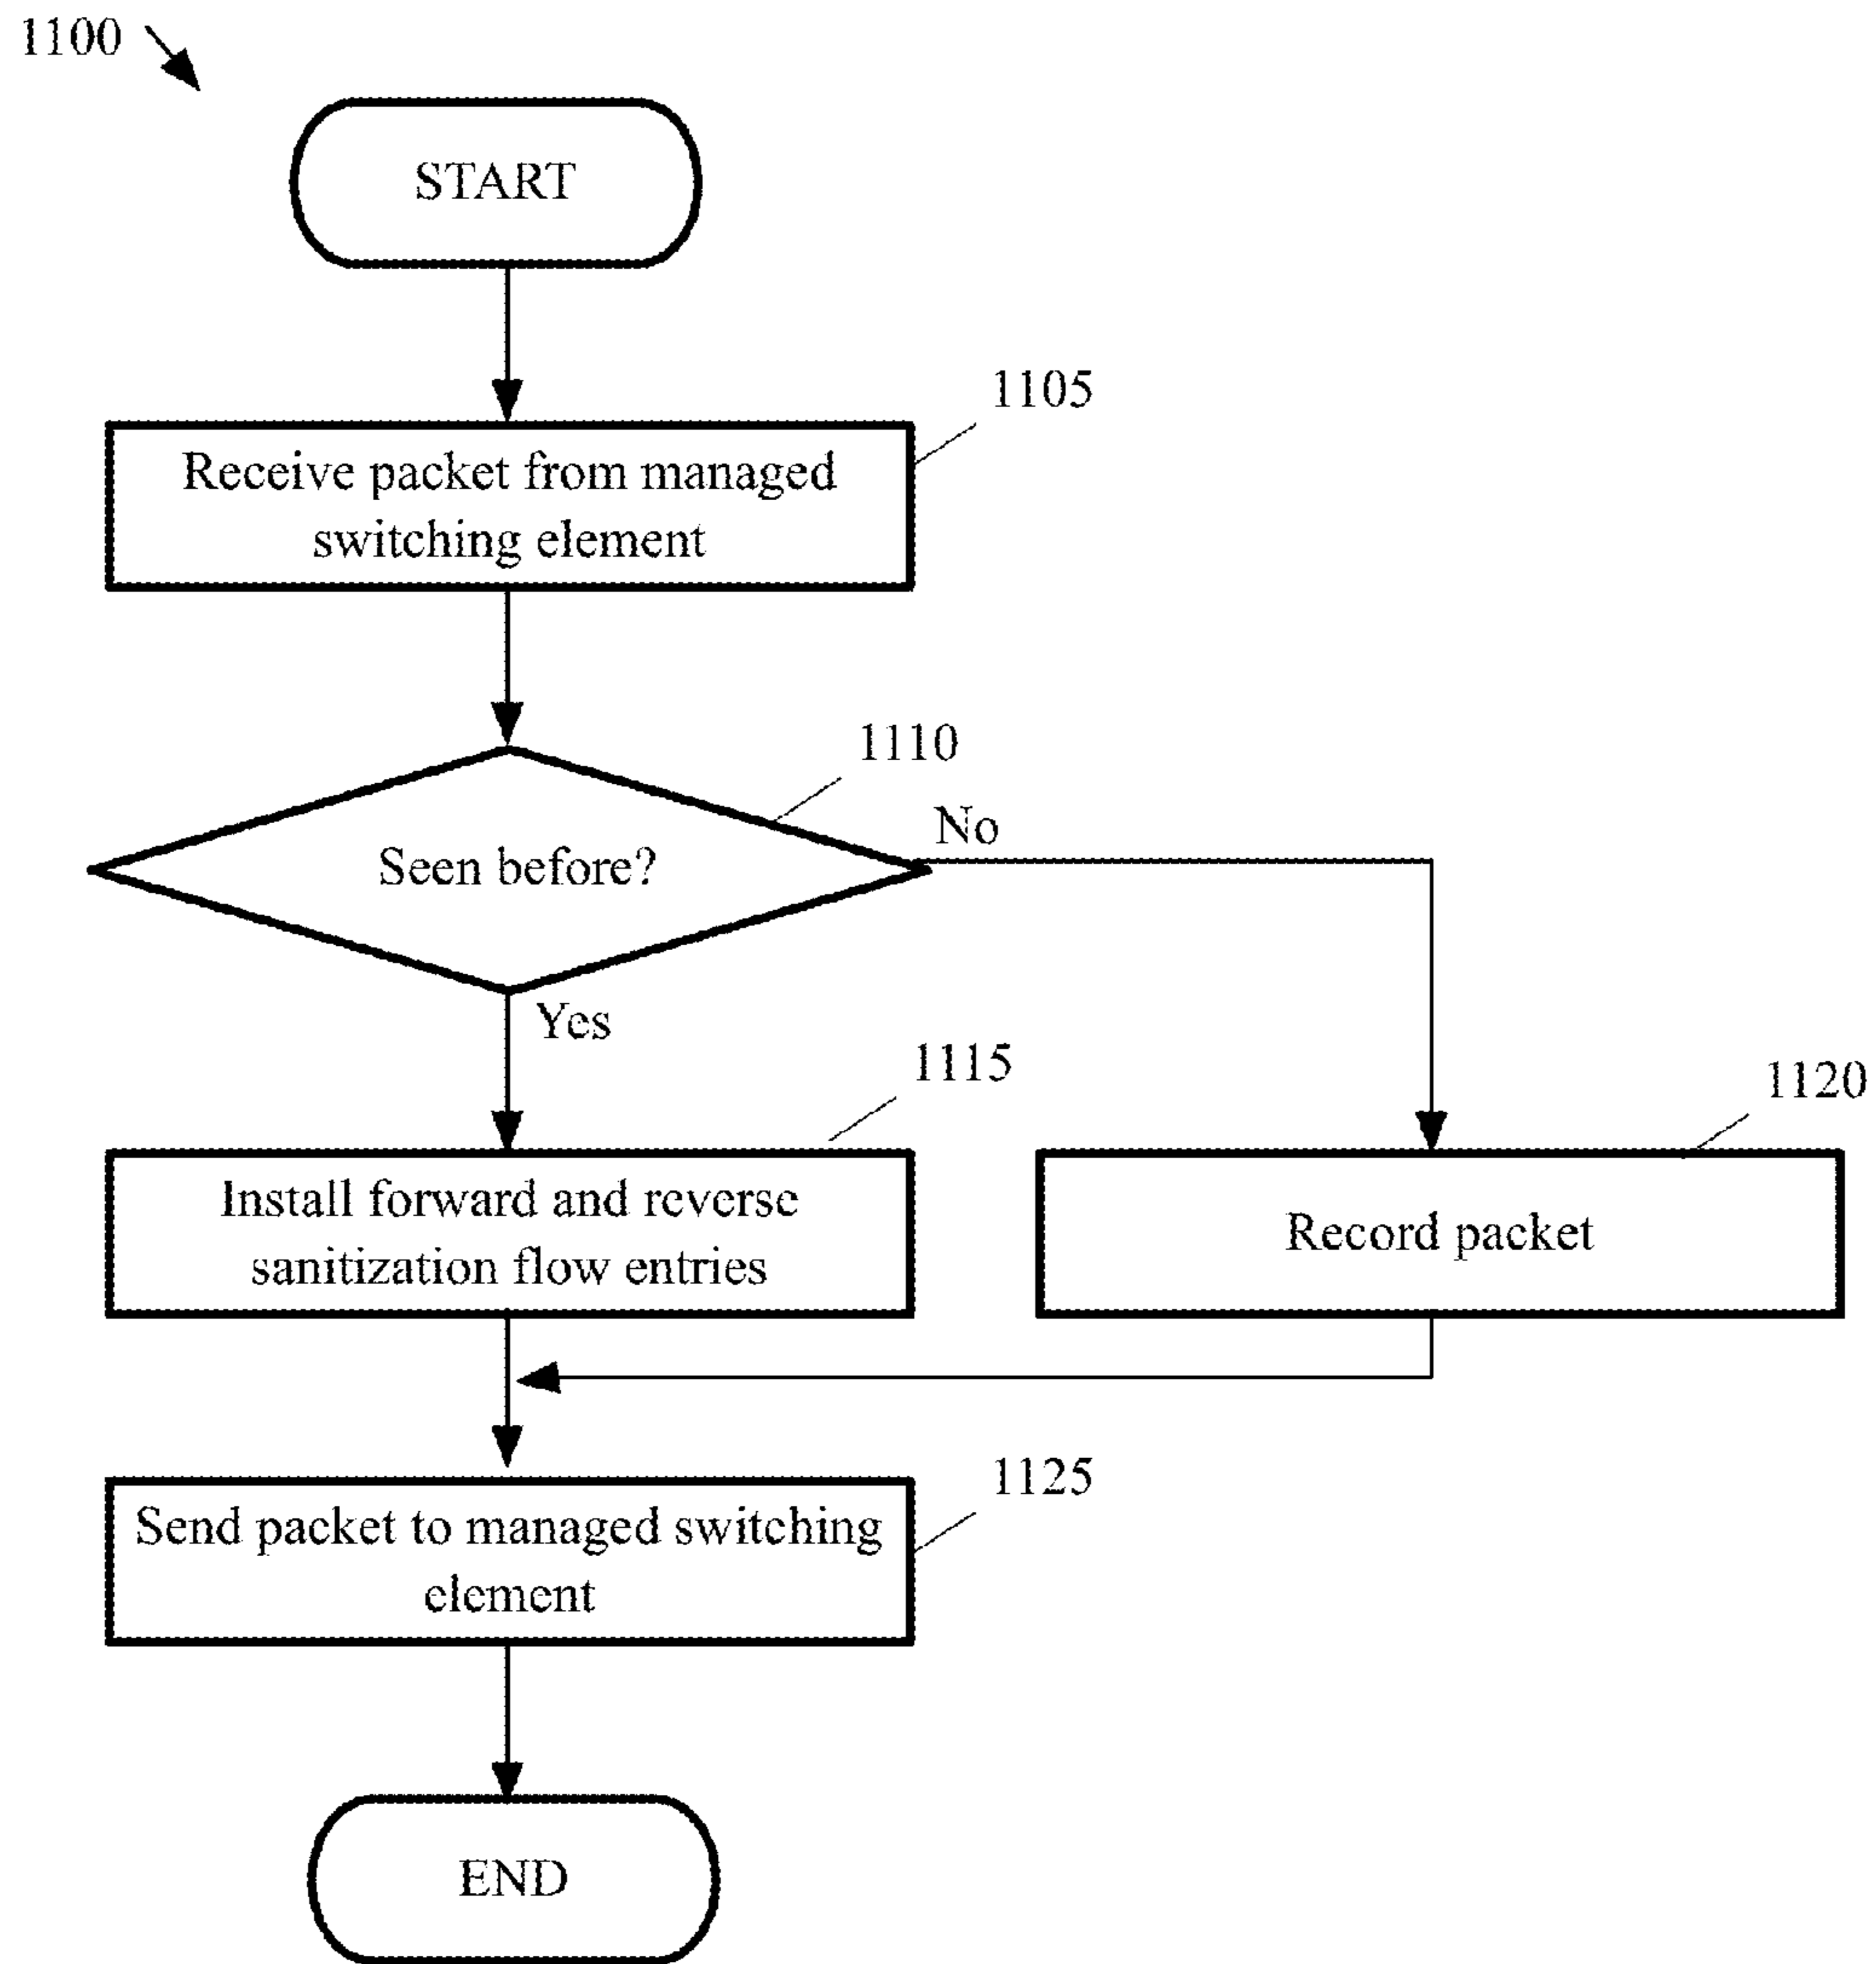 1100
START
1105
Receive packet from managed
switching element
1110
No
Seen before?
Yes
1115
1120
Install forward and reverse
sanitization flow entries
Record packet
1125
Send packet to managed switching
element
END